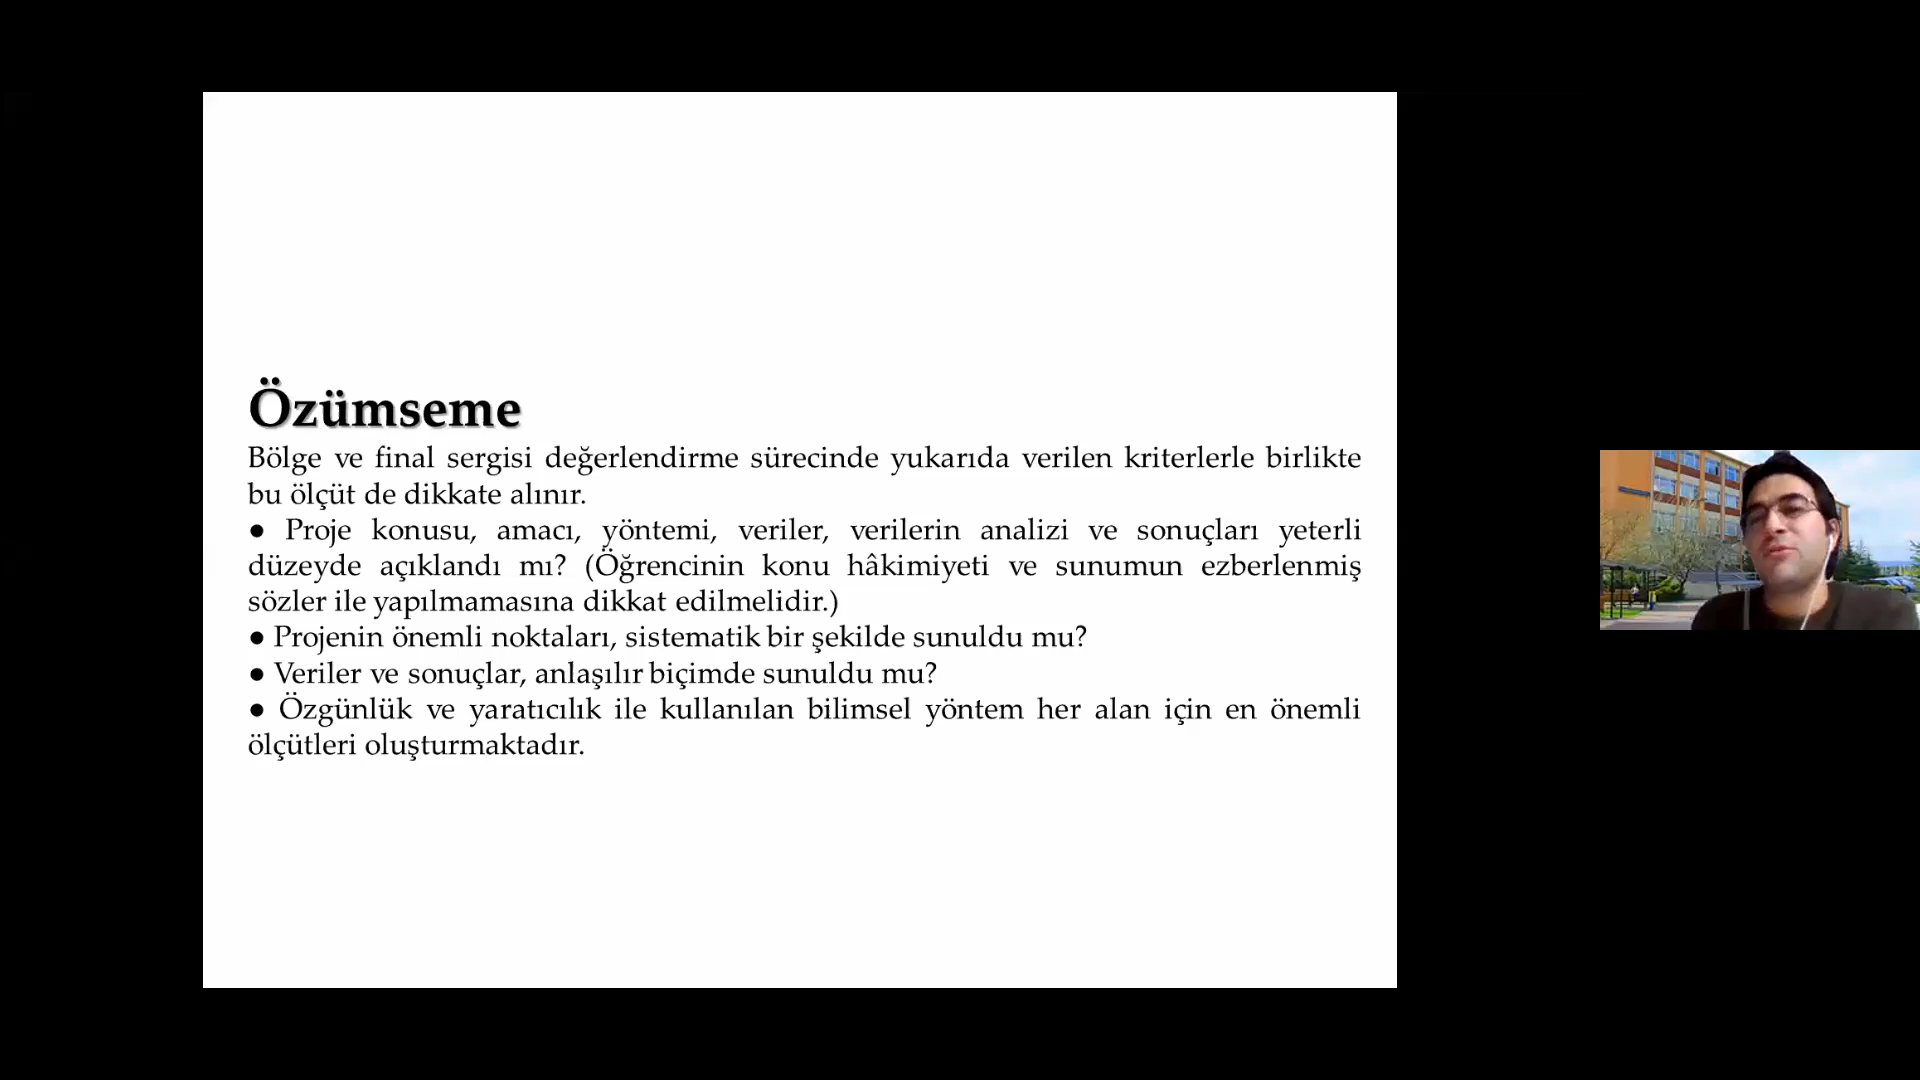 Özümseme
Bölge ve final sergisi değerlendirme sürecinde yukarıda verilen kriterlerle birlikte
bu ölçüt de dikkate alınır.
● Proje konusu, amacı, yöntemi, veriler, verilerin analizi ve sonuçları yeterli
düzeyde açıklandı mı? (Öğrencinin konu hâkimiyeti ve sunumun ezberlenmiş
sözler ile yapılmamasına dikkat edilmelidir.)
● Projenin önemli noktaları, sistematik bir şekilde sunuldu mu?
● Veriler ve sonuçlar, anlaşılır biçimde sunuldu mu?
● Özgünlük ve yaratıcılık ile kullanılan bilimsel yöntem her alan için en önemli
ölçütleri oluşturmaktadır.